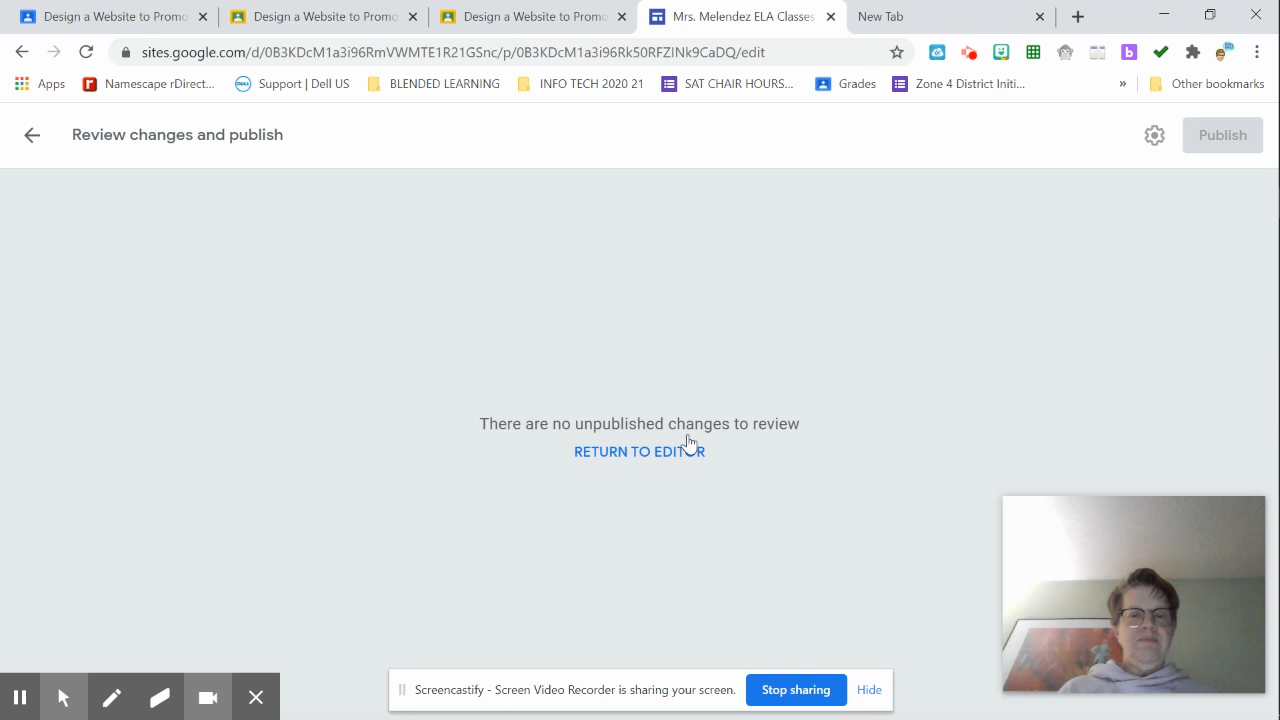 Design a Website to Promo
Design a Website to Promo
Design a Website to Promo
Mrs. Melendez ELA Classes
New Tab
sites.google.com/d/0B3KDcM1a3i96RmVWMTE1R21GSnc/p/0B3KDcM1a3i96Rk50RFZINk9CaDQ/edit
Apps
Namescape rDirec...
Support | Dell US
LENDED LEARNING
INFO TECH 2020 21
SAT CHAIR HOURS...
Grades
Zone 4 District Initi...
»
Other bookmarks
Review changes and publish
Publish
There are no unpublished changes to review
RETURN TO EDITOR
Screencastify - Screen Video Recorder is sharing your screen.
Stop sharing
Hide